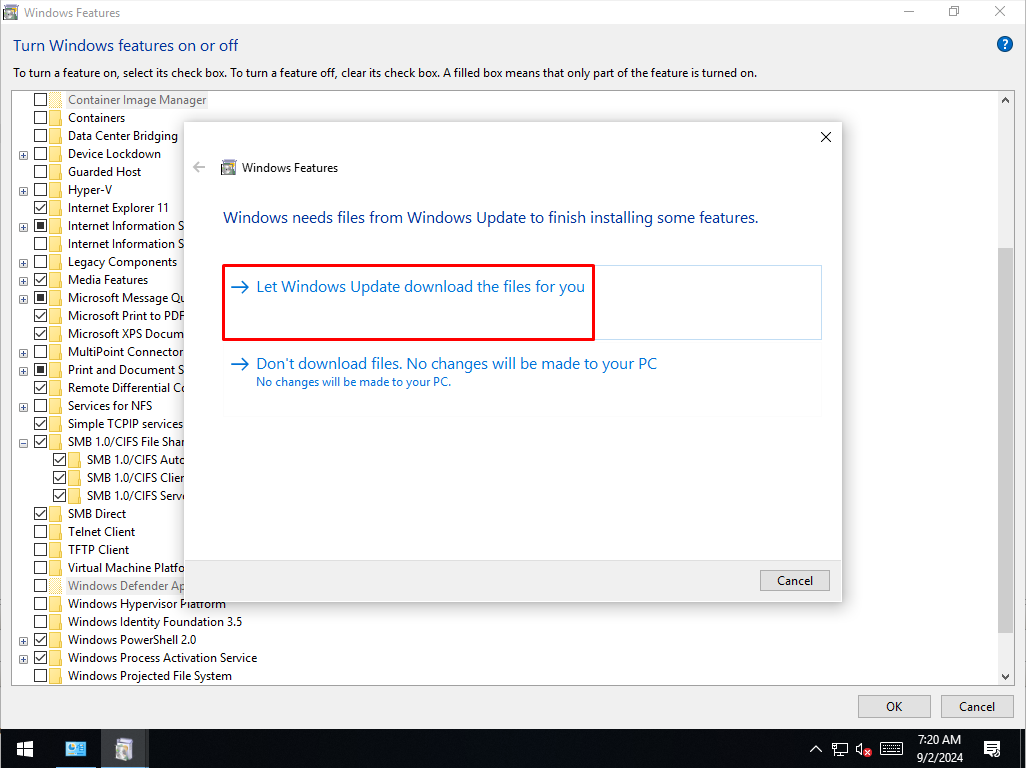 Windows Features
Turn Windows features on or off
?
To turn a feature on, select its check box. To turn a feature off, clear its check box. A filled box means that only part of the feature is turned on.
Container Image Manager
Containers
Data Center Bridging
Device Lockdown
Guarded Host
Hyper-V
Internet Explorer 11
Internet Information S
Internet Information S
Legacy Components
Media Features
Microsoft Message Qu
Microsoft Print to PDF
Microsoft XPS Docum
MultiPoint Connector
Print and Document S
Remote Differential Co
Services for NFS
Simple TCPIP services
SMB 1.0/CIFS File Shar
SMB 1.0/CIFS Auto
SMB 1.0/CIFS Clien
SMB 1.0/CIFS Serve
SMB Direct
Telnet Client
TFTP Client
Virtual Machine Platfo
Windows Defender Ap
Windows Hypervisor Platform
Windows Identity Foundation 3.5
Windows PowerShell 2.0
Windows Process Activation Service
Windows Projected File System
Windows Features
Windows needs files from Windows Update to finish installing some features.
Let Windows Update download the files for you
Don't download files. No changes will be made to your PC
No changes will be made to your PC.
Cancel
OK
Cancel
7:20 AM
9/2/2024